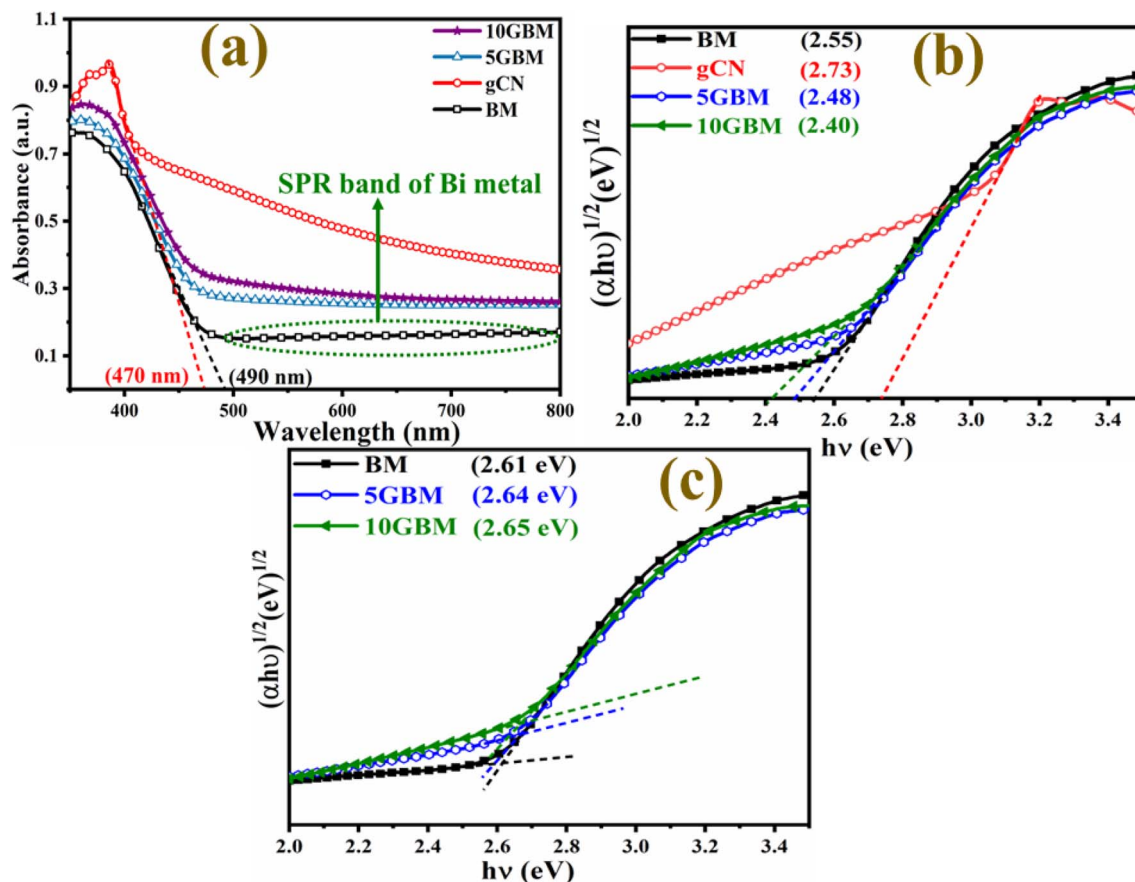 (a)
10GBM
5GBM
gCN
BM
SPR band of Bi metal
(470 nm)
(490 nm)
1.1
0.9
0.7
0.5
0.3
0.1
Absorbance (a.u.)
400 500 600 700 800
Wavelength (nm)
(b)
BM (2.55)
gCN (2.73)
5GBM (2.48)
10GBM (2.40)
(αhυ)^1/2(eV)^1/2
2.0 2.2 2.4 2.6 2.8 3.0 3.2 3.4
hν (eV)
(c)
BM (2.61 eV)
5GBM (2.64 eV)
10GBM (2.65 eV)
(αhυ)^1/2(eV)^1/2
2.0 2.2 2.4 2.6 2.8 3.0 3.2 3.4
hν (eV)